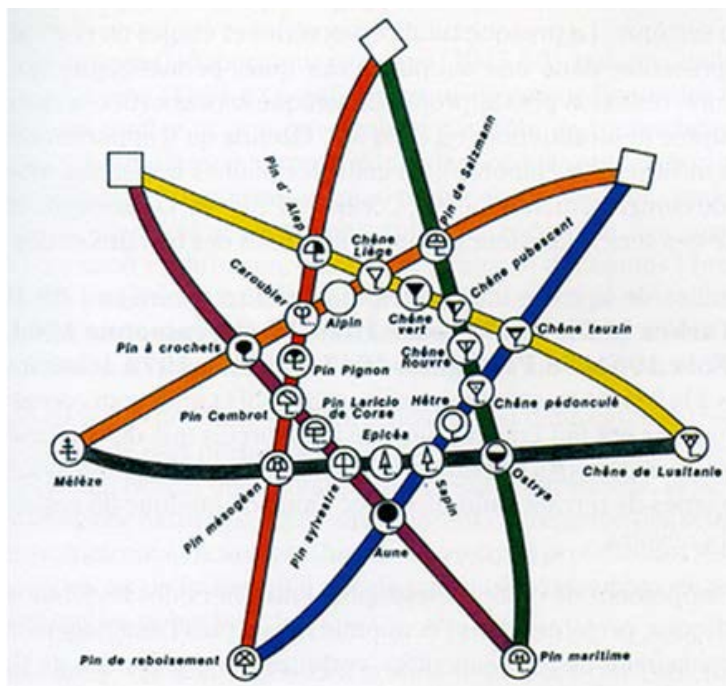 Pin d'Alep
Pin de Salzmann
Chêne
Liège
Chêne pubescent
Caroubier
Alpin
Chêne
vert
Chêne teuzin
Pin à crochets
Pin Pignon
Chêne
Rouvre
Pin Laricio
de Corse
Hêtre
Chêne pédonculé
Pin Cembrot
Epicéa
Mélèze
Chêne de Lusitanie
Pin mésogéen
Pin sylvestre
Sapin
Ostrya
Aune
Pin de reboisement
Pin maritime